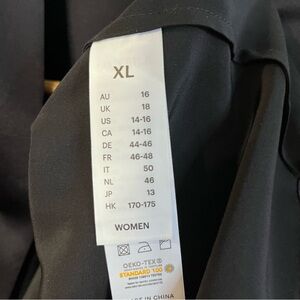 XL
AU 16
UK 18
US 14-16
CA 14-16
DE 44-46
FR 46-48
IT 50
NL 46
JP 13
HK 170-175
WOMEN
OEKO-TEX®
STANDARD 100
IN CHINA